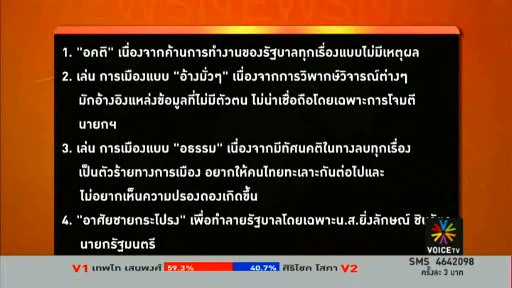 NEWSNEWSNE
1. "อคติ" เนื่องจากค้านการทำงานของรัฐบาลทุกเรื่องแบบไม่มีเหตุผล
2. เล่น การเมืองแบบ "อ้างมั่วๆ" เนื่องจากการวิพากษ์วิจารณ์ต่างๆ
มักอ้างอิงแหล่งข้อมูลที่ไม่มีตัวตน ไม่น่าเชื่อถือโดยเฉพาะการโจมตี
นายกฯ
3. เล่น การเมืองแบบ "อธรรม" เนื่องจากมีทัศนคติในทางลบทุกเรื่อง
เป็นตัวร้ายทางการเมือง อยากให้คนไทยทะเลาะกันต่อไปและ
ไม่อยากเห็นความปรองดองเกิดขึ้น
4. "อาศัยชายกระโปรง" เพื่อทำลายรัฐบาลโดยเฉพาะน.ส.ยิ่งลักษณ์
นายกรัฐมนตรี
VOICE TV
SMS 4642098
ครั้งละ 3 บาท
V1 เทพไท เสนพงศ์ 59.3% 40.7% ศิริโชค โสภา V2